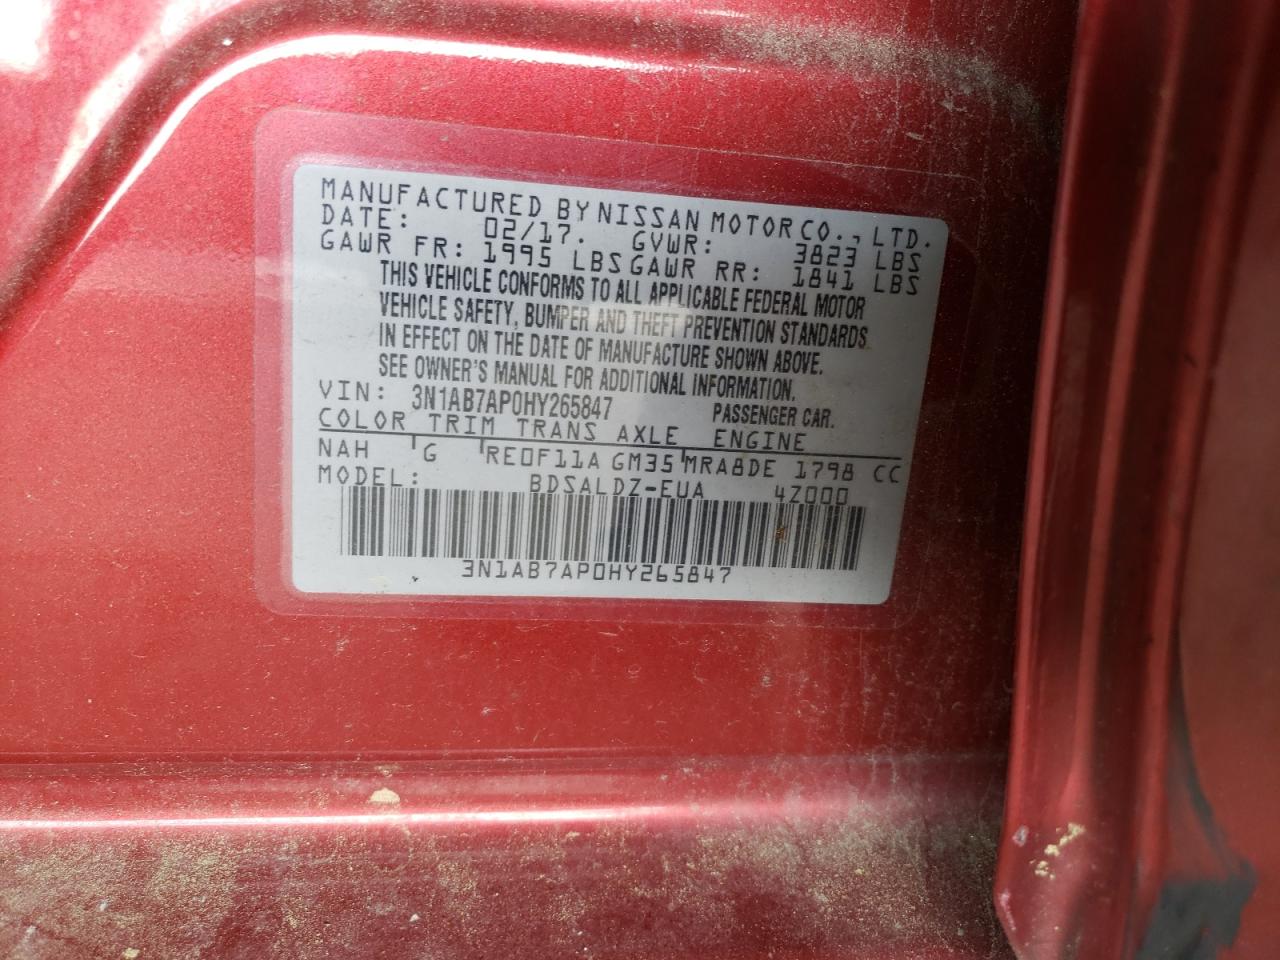 MANUFACTURED BY NISSAN MOTOR CO., LTD.
DATE: 02/17. GVWR: 3823 LBS
GAWR FR: 1995 LBS GAWR RR: 1841 LBS
THIS VEHICLE CONFORMS TO ALL APPLICABLE FEDERAL MOTOR
VEHICLE SAFETY, BUMPER AND THEFT PREVENTION STANDARDS
IN EFFECT ON THE DATE OF MANUFACTURE SHOWN ABOVE.
SEE OWNER'S MANUAL FOR ADDITIONAL INFORMATION.
VIN: 3N1AB7AP0HY265847 PASSENGER CAR.
COLOR TRIM TRANS AXLE ENGINE
NAH G RE0F11A GM35 MRA8DE 1798 CC
MODEL: BDSALDZ-EUA 4Z000
3N1AB7AP0HY265847